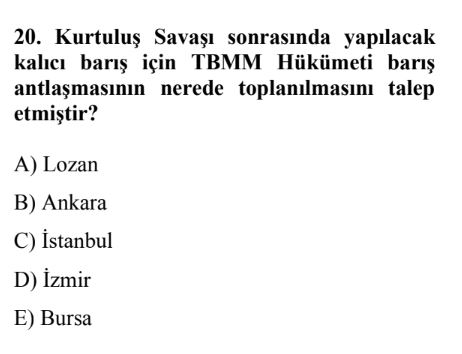 20. Kurtuluş Savaşı sonrasında yapılacak
kalıcı barış için TBMM Hükümeti barış
antlaşmasının nerede toplanılmasını talep
etmiştir?
A) Lozan
B) Ankara
C) İstanbul
D) İzmir
E) Bursa